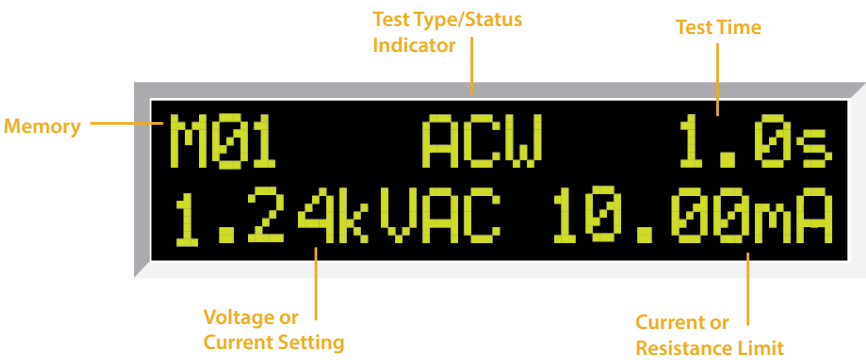 Test Type/Status
Indicator
Test Time
Memory
M01 ACW 1.0s
1.24kVAC 10.00mA
Voltage or
Current Setting
Current or
Resistance Limit